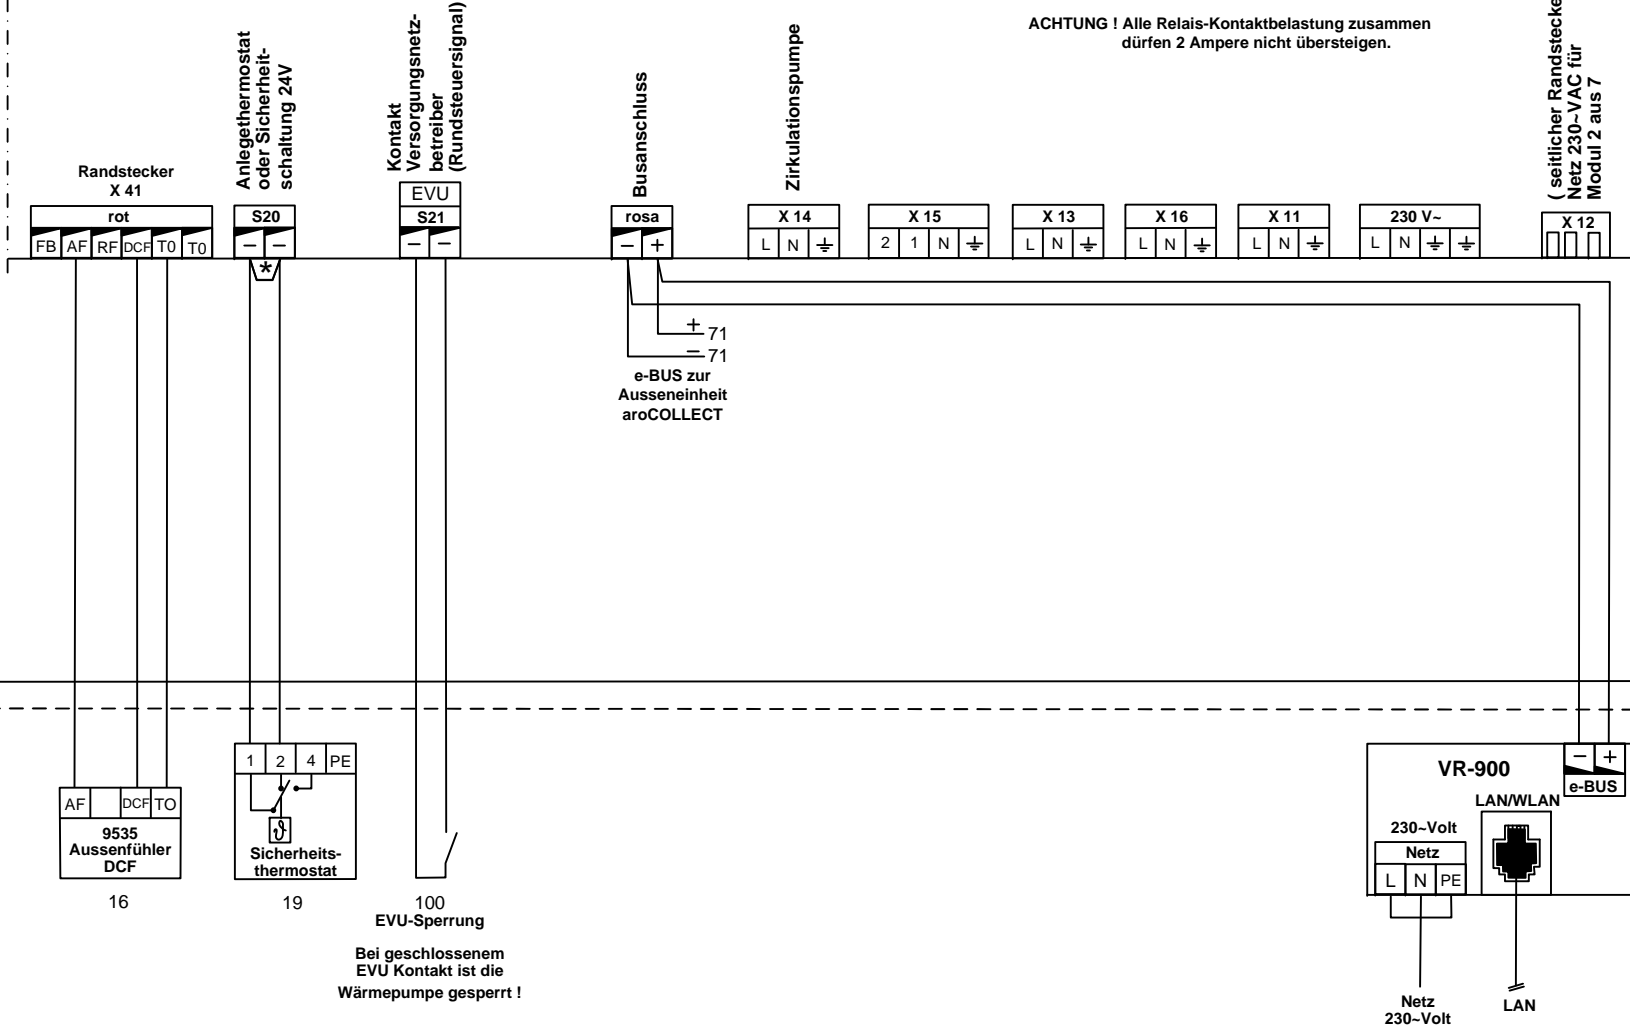 ACHTUNG ! Alle Relais-Kontaktbelastung zusammen
dürfen 2 Ampere nicht übersteigen.
Anlegethermostat
oder Sicherheit-
schaltung 24V
Kontakt
Versorgungsnetz-
betreiber
(Rundsteuersignal)
Busanschluss
Zirkulationspumpe
( seitlicher Randstecke
Netz 230~VAC für
Modul 2 aus 7
Randstecker
X 41
rot
FB AF RF DCF T0 T0
S20
– –
*
EVU
S21
– –
rosa
– +
X 14
L N
X 15
2 1 N
X 13
L N
X 16
L N
X 11
L N
230 V~
L N
X 12
+ 71
– 71
e-BUS zur
Ausseneinheit
aroCOLLECT
AF DCF TO
9535
Aussenfühler
DCF
16
1 2 4 PE
ϑ
Sicherheits-
thermostat
19
100
EVU-Sperrung
Bei geschlossenem
EVU Kontakt ist die
Wärmepumpe gesperrt !
VR-900
– +
e-BUS
LAN/WLAN
230~Volt
Netz
L N PE
Netz
230~Volt
LAN